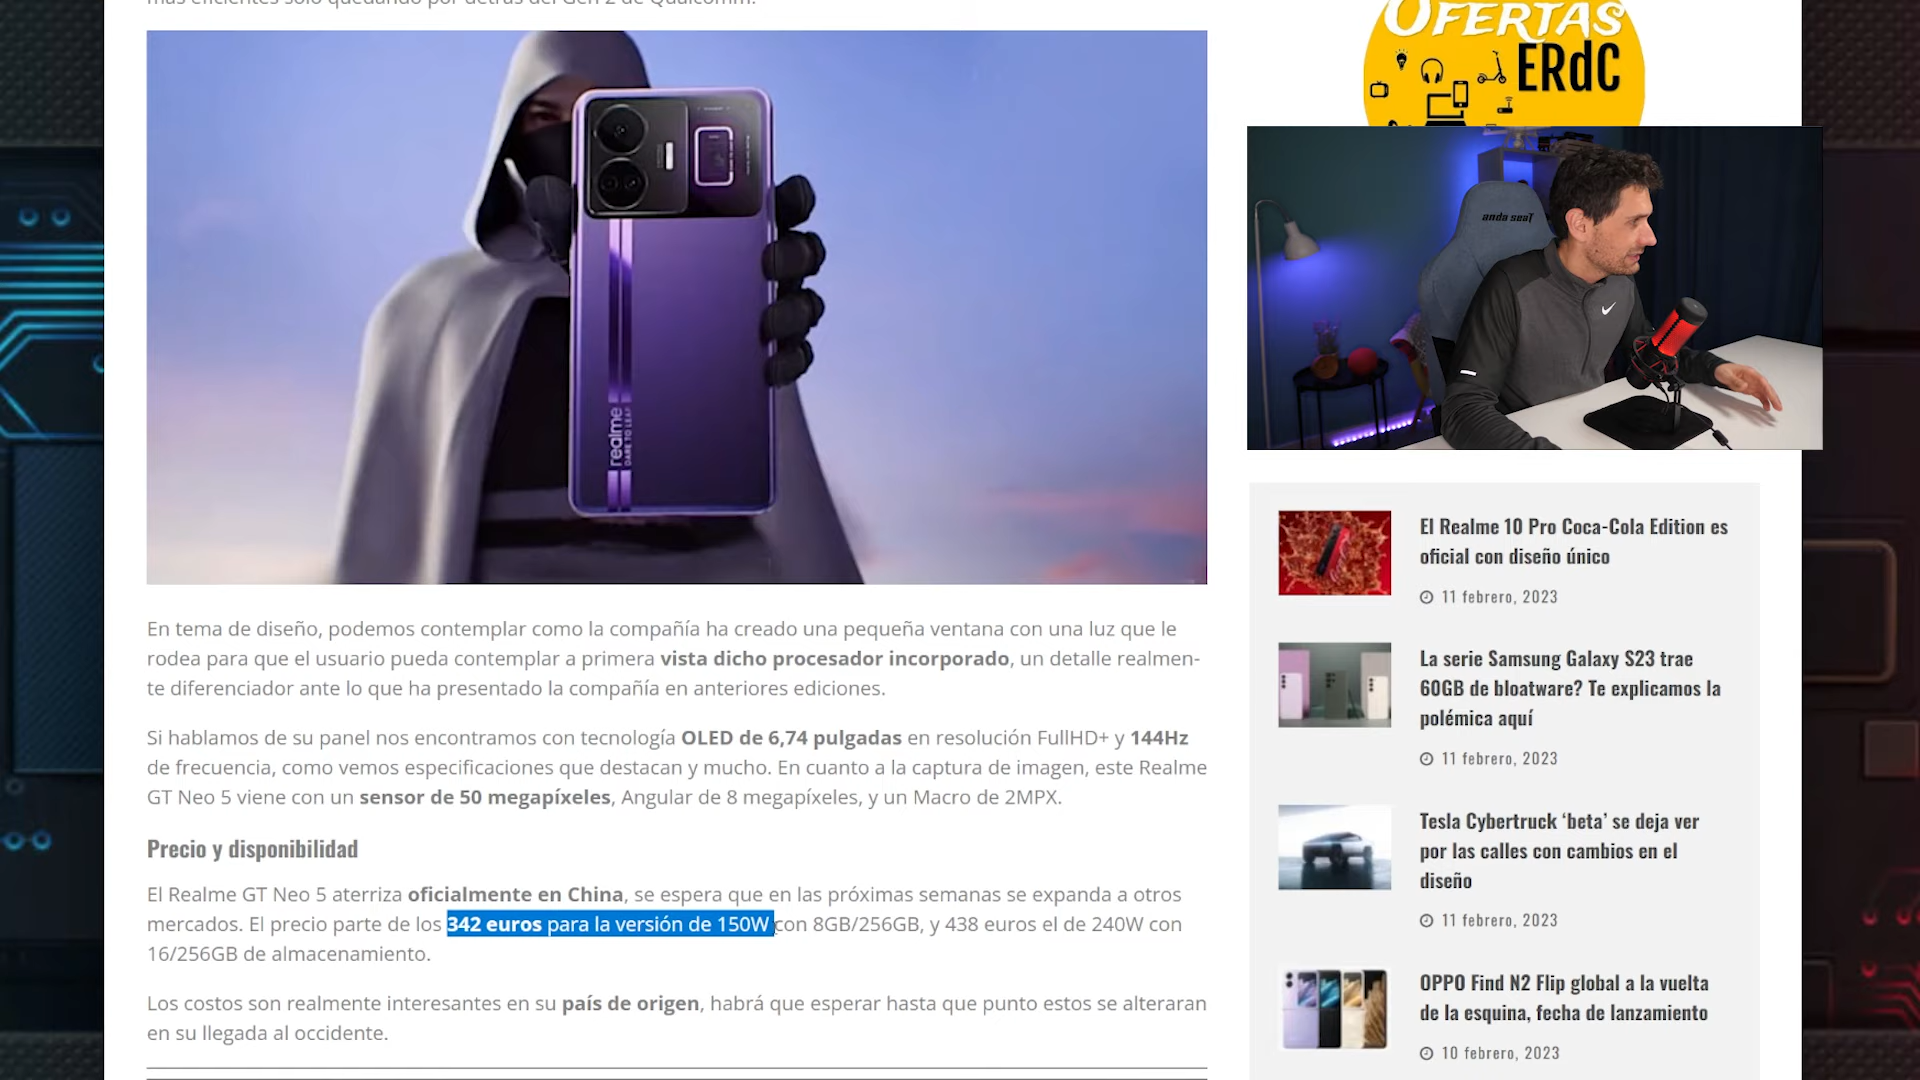 OFERTAS
ERdC
realme
DARE TO LEAP
anda seaT
En tema de diseño, podemos contemplar como la compañía ha creado una pequeña ventana con una luz que le
rodea para que el usuario pueda contemplar a primera vista dicho procesador incorporado, un detalle realmen-
te diferenciador ante lo que ha presentado la compañía en anteriores ediciones.
Si hablamos de su panel nos encontramos con tecnología OLED de 6,74 pulgadas en resolución FullHD+ y 144Hz
de frecuencia, como vemos especificaciones que destacan y mucho. En cuanto a la captura de imagen, este Realme
GT Neo 5 viene con un sensor de 50 megapíxeles, Angular de 8 megapíxeles, y un Macro de 2MPX.
Precio y disponibilidad
El Realme GT Neo 5 aterriza oficialmente en China, se espera que en las próximas semanas se expanda a otros
mercados. El precio parte de los 342 euros para la versión de 150W con 8GB/256GB, y 438 euros el de 240W con
16/256GB de almacenamiento.
Los costos son realmente interesantes en su país de origen, habrá que esperar hasta que punto estos se alteraran
en su llegada al occidente.
El Realme 10 Pro Coca-Cola Edition es
oficial con diseño único
11 febrero, 2023
La serie Samsung Galaxy S23 trae
60GB de bloatware? Te explicamos la
polémica aquí
11 febrero, 2023
Tesla Cybertruck ‘beta’ se deja ver
por las calles con cambios en el
diseño
11 febrero, 2023
OPPO Find N2 Flip global a la vuelta
de la esquina, fecha de lanzamiento
10 febrero, 2023